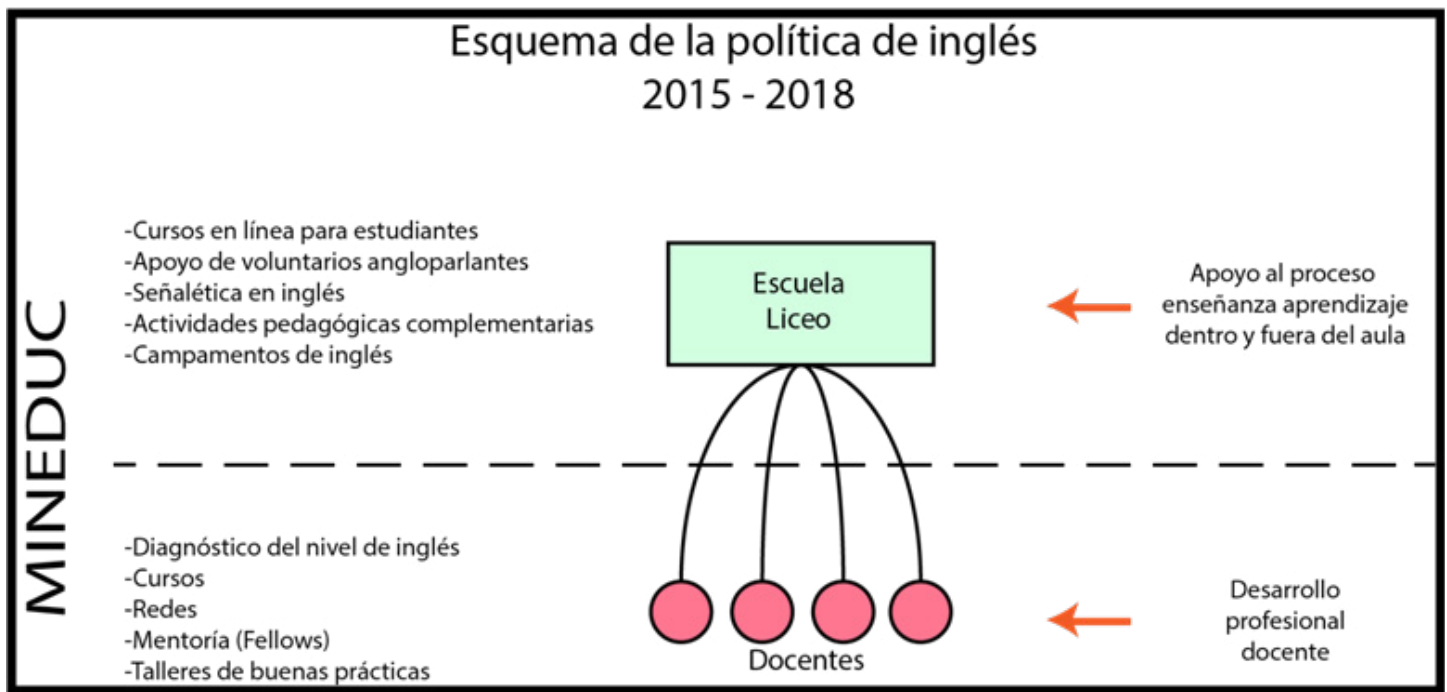 Esquema de la política de inglés
2015 - 2018
MINEDUC
-Cursos en línea para estudiantes
-Apoyo de voluntarios angloparlantes
-Señalética en inglés
-Actividades pedagógicas complementarias
-Campamentos de inglés
Escuela
Liceo
Apoyo al proceso
enseñanza aprendizaje
dentro y fuera del aula
-Diagnóstico del nivel de inglés
-Cursos
-Redes
-Mentoría (Fellows)
-Talleres de buenas prácticas
Docentes
Desarrollo
profesional
docente